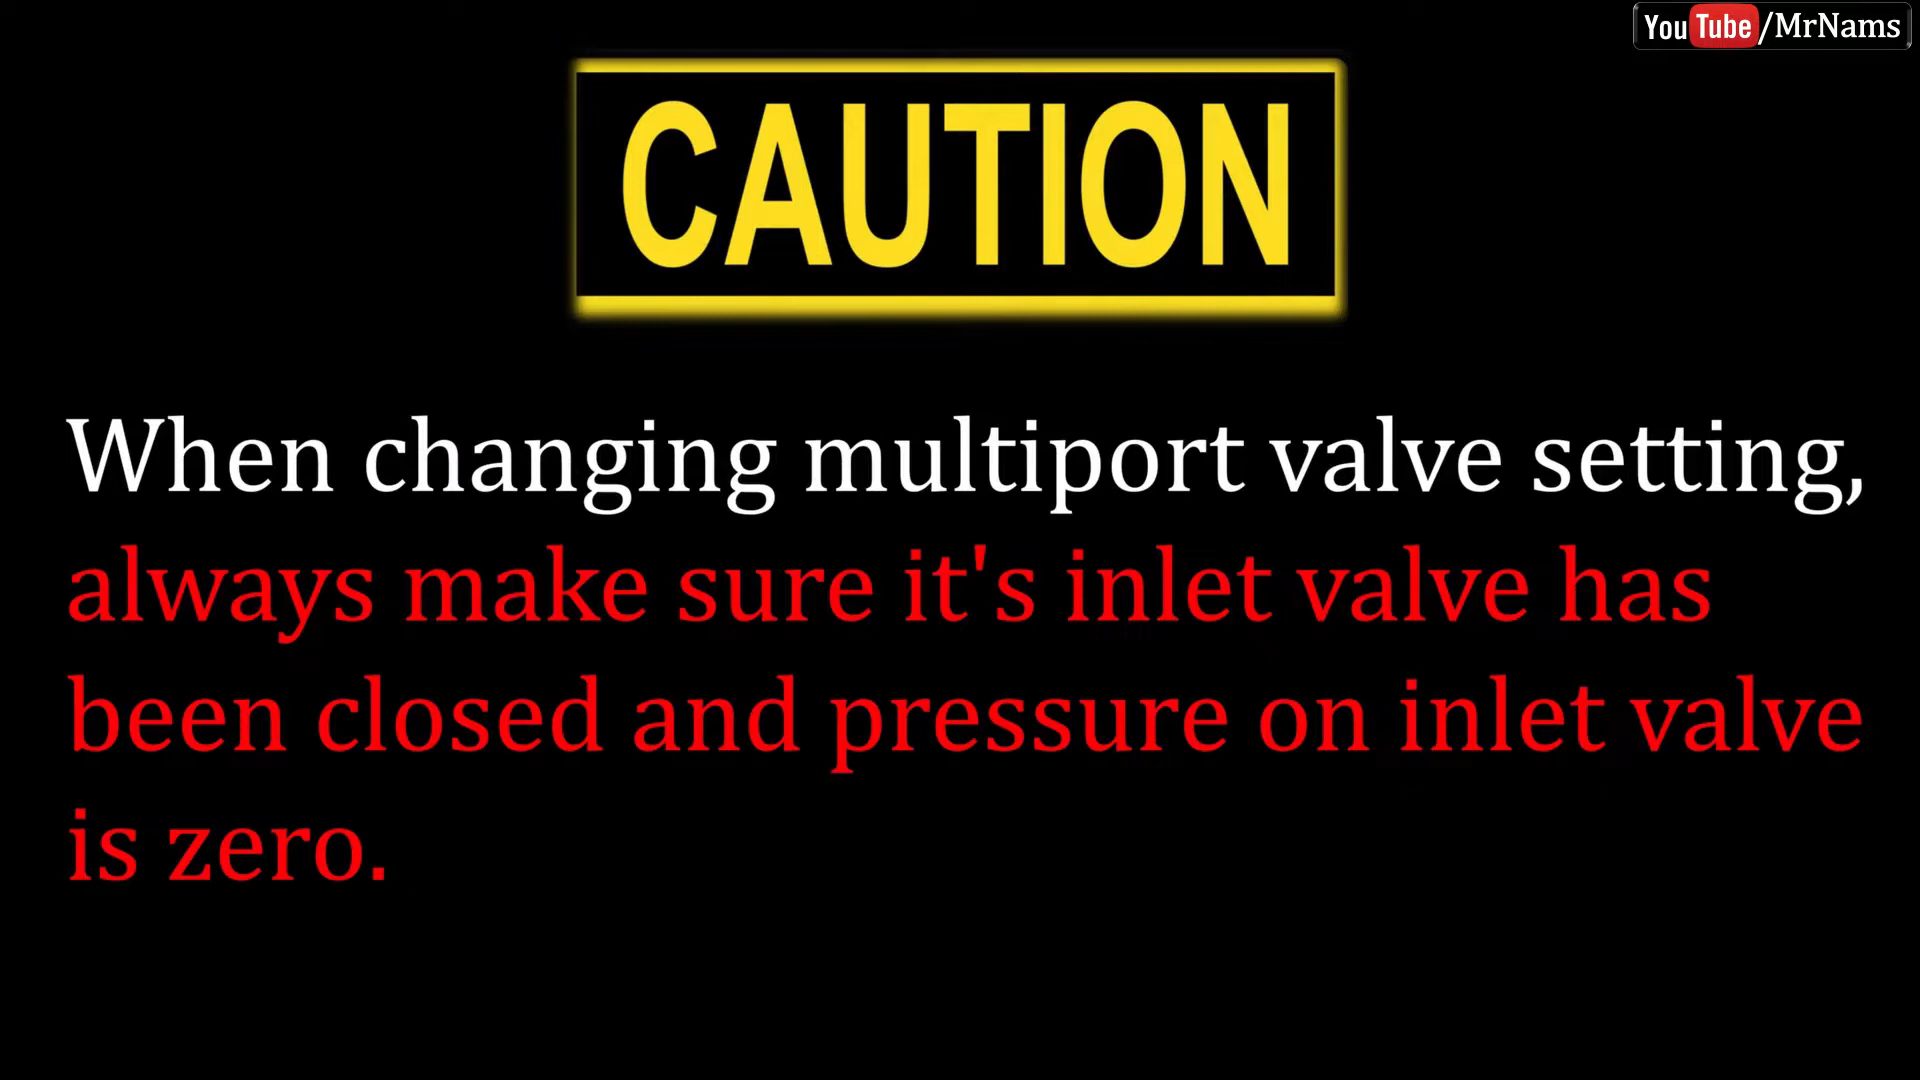 YouTube/MrNams
CAUTION
When changing multiport valve setting,
always make sure it's inlet valve has
been closed and pressure on inlet valve
is zero.